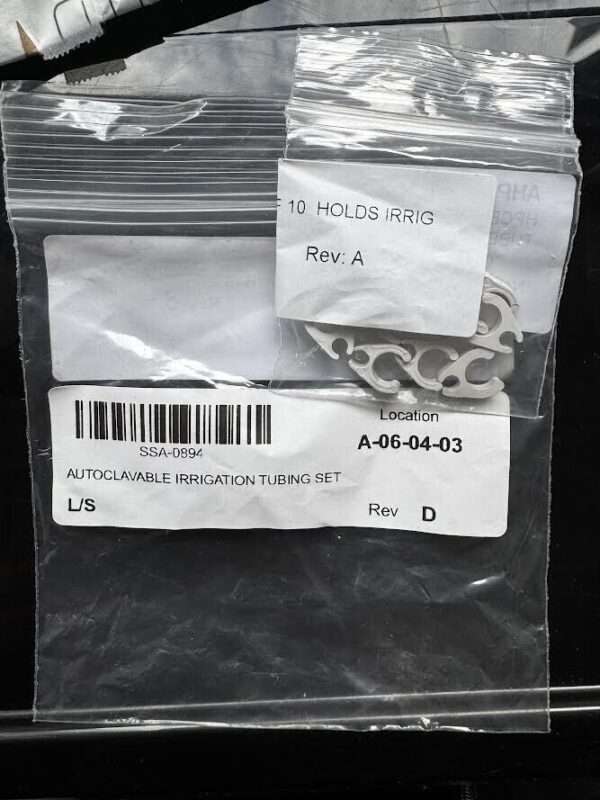 10 HOLDS IRRIG
Rev: A
Location
SSA-0894
A-06-04-03
AUTOCLAVABLE IRRIGATION TUBING SET
L/S
Rev D